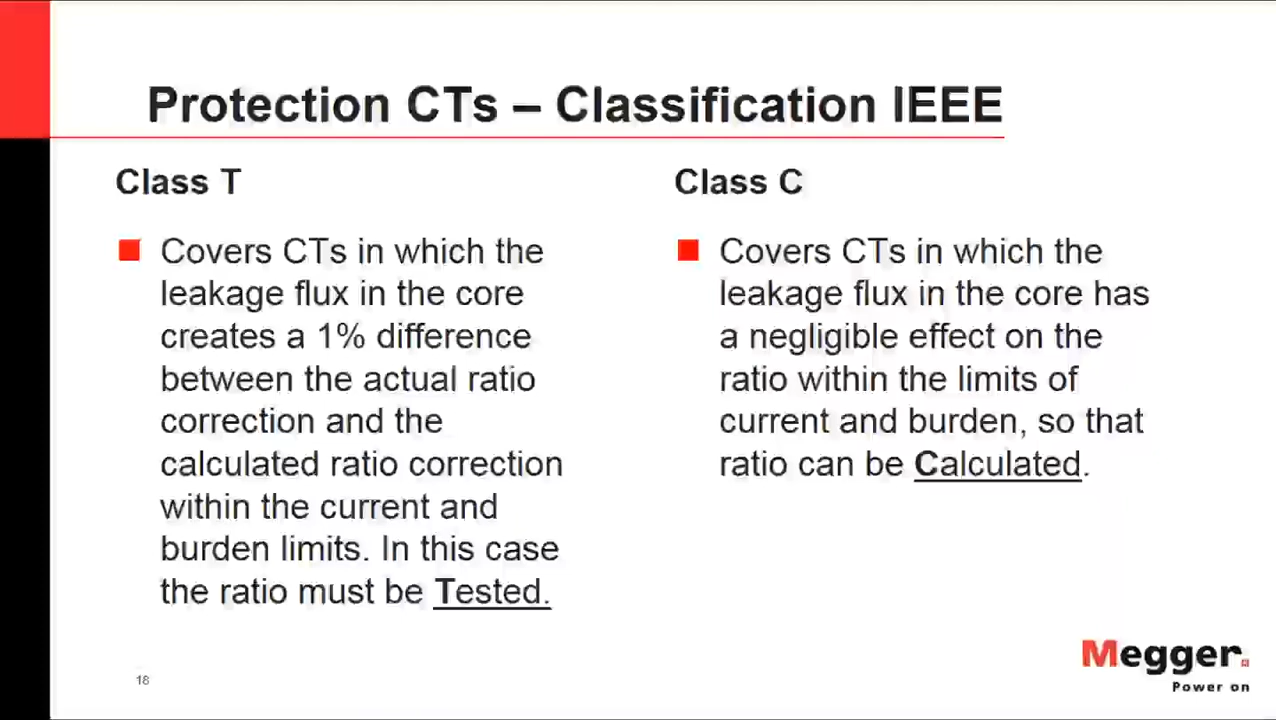 Protection CTs – Classification IEEE
Class T
Covers CTs in which the
leakage flux in the core
creates a 1% difference
between the actual ratio
correction and the
calculated ratio correction
within the current and
burden limits. In this case
the ratio must be Tested.
Class C
Covers CTs in which the
leakage flux in the core has
a negligible effect on the
ratio within the limits of
current and burden, so that
ratio can be Calculated.
18
Megger.
Power on